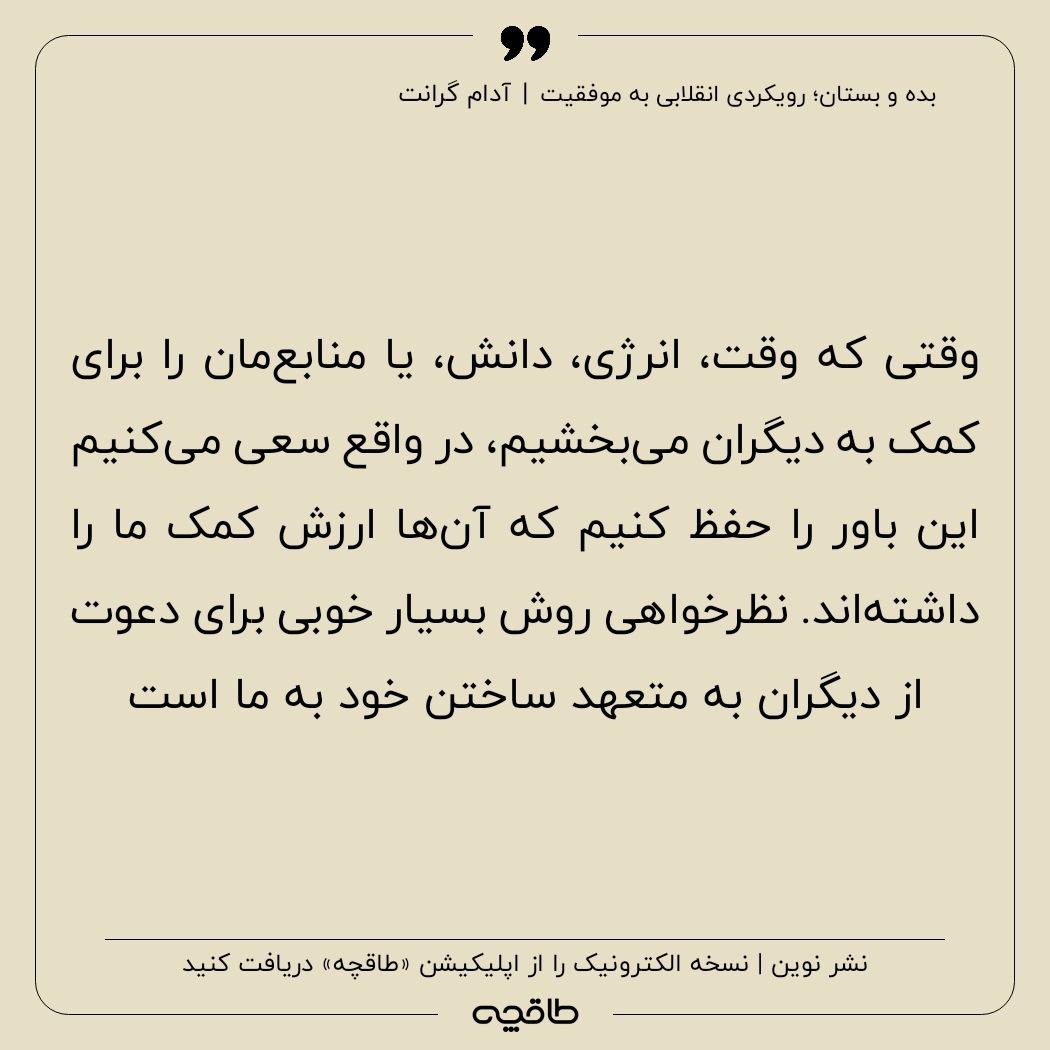 ❟❟
بده و بستان؛ رویکردی انقلابی به موفقیت | آدام گرانت
وقتی که وقت، انرژی، دانش، یا منابع‌مان را برای
کمک به دیگران می‌بخشیم، در واقع سعی می‌کنیم
این باور را حفظ کنیم که آن‌ها ارزش کمک ما را
داشته‌اند. نظرخواهی روش بسیار خوبی برای دعوت
از دیگران به متعهد ساختن خود به ما است
نشر نوین | نسخه الکترونیک را از اپلیکیشن «طاقچه» دریافت کنید
طاقچه